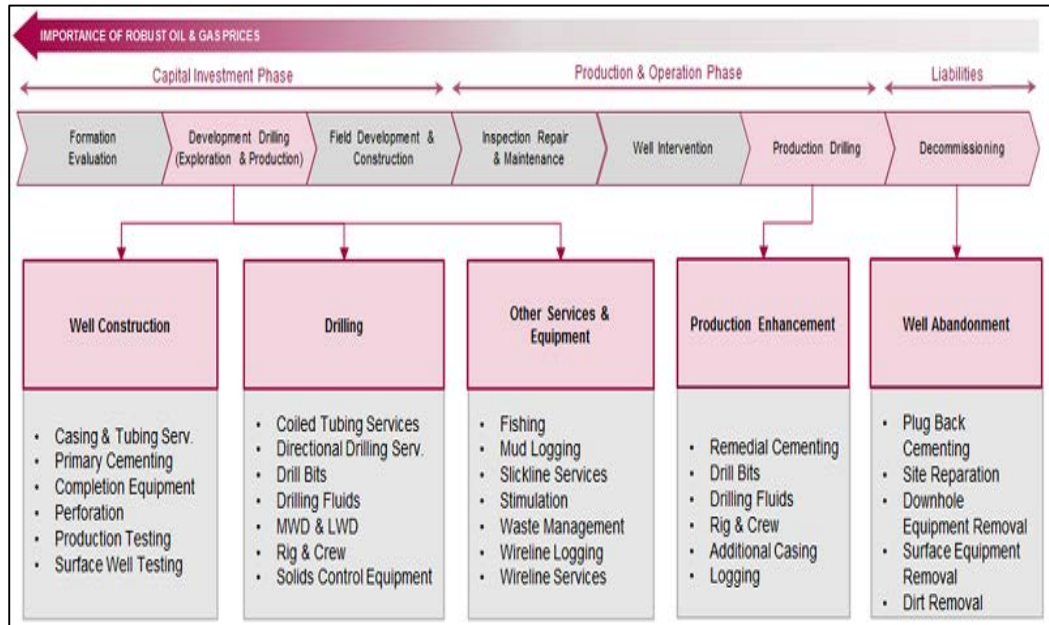 IMPORTANCE OF ROBUST OIL & GAS PRICES
Capital Investment Phase
Production & Operation Phase
Liabilities
Formation
Evaluation
Development Drilling
(Exploration & Production)
Field Development &
Construction
Inspection Repair
& Maintenance
Well Intervention
Production Drilling
Decommissioning
Well Construction
Drilling
Other Services &
Equipment
Production Enhancement
Well Abandonment
• Casing & Tubing Serv.
• Primary Cementing
• Completion Equipment
• Perforation
• Production Testing
• Surface Well Testing
• Coiled Tubing Services
• Directional Drilling Serv.
• Drill Bits
• Drilling Fluids
• MWD & LWD
• Rig & Crew
• Solids Control Equipment
• Fishing
• Mud Logging
• Slickline Services
• Stimulation
• Waste Management
• Wireline Logging
• Wireline Services
• Remedial Cementing
• Drill Bits
• Drilling Fluids
• Rig & Crew
• Additional Casing
• Logging
• Plug Back
Cementing
• Site Reparation
• Downhole
Equipment Removal
• Surface Equipment
Removal
• Dirt Removal